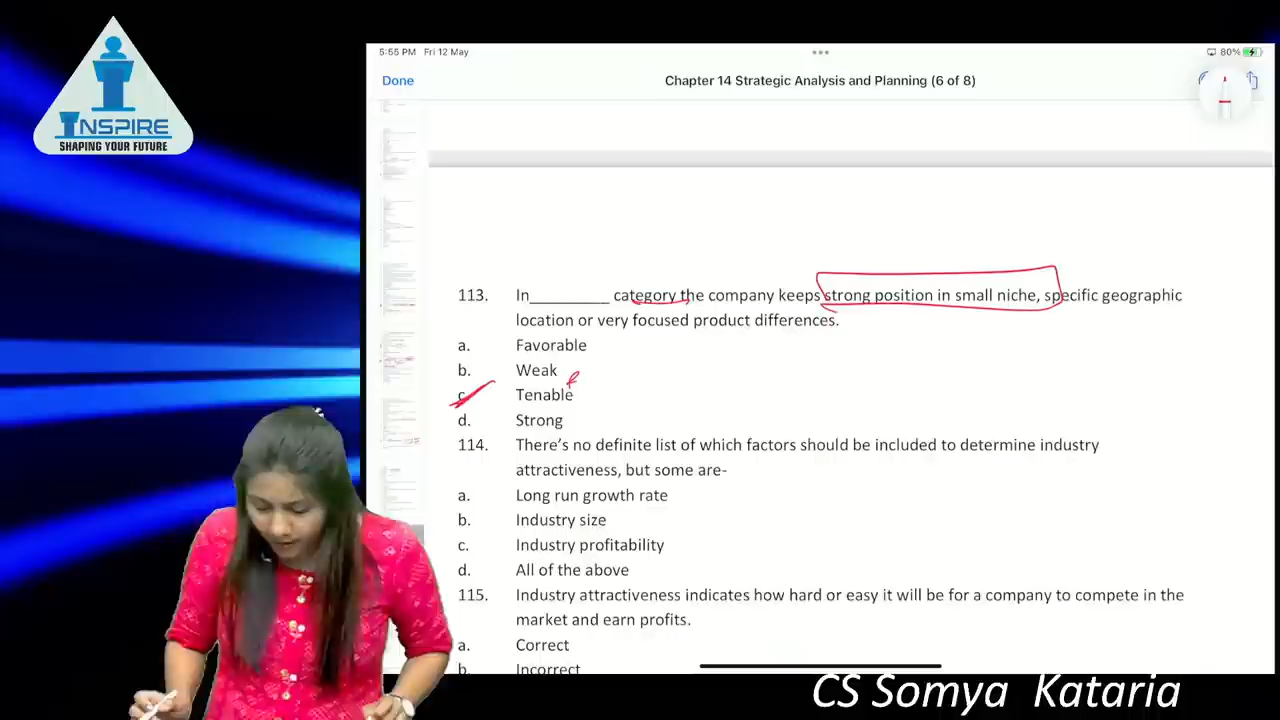 5:55 PM Fri 12 May
80%
Done
Chapter 14 Strategic Analysis and Planning (6 of 8)
INSPIRE
SHAPING YOUR FUTURE
113. In_________ category the company keeps strong position in small niche, specific geographic
location or very focused product differences.
a. Favorable
b. Weak
c. Tenable
d. Strong
114. There's no definite list of which factors should be included to determine industry
attractiveness, but some are-
a. Long run growth rate
b. Industry size
c. Industry profitability
d. All of the above
115. Industry attractiveness indicates how hard or easy it will be for a company to compete in the
market and earn profits.
a. Correct
b. Incorrect
CS Somya Kataria